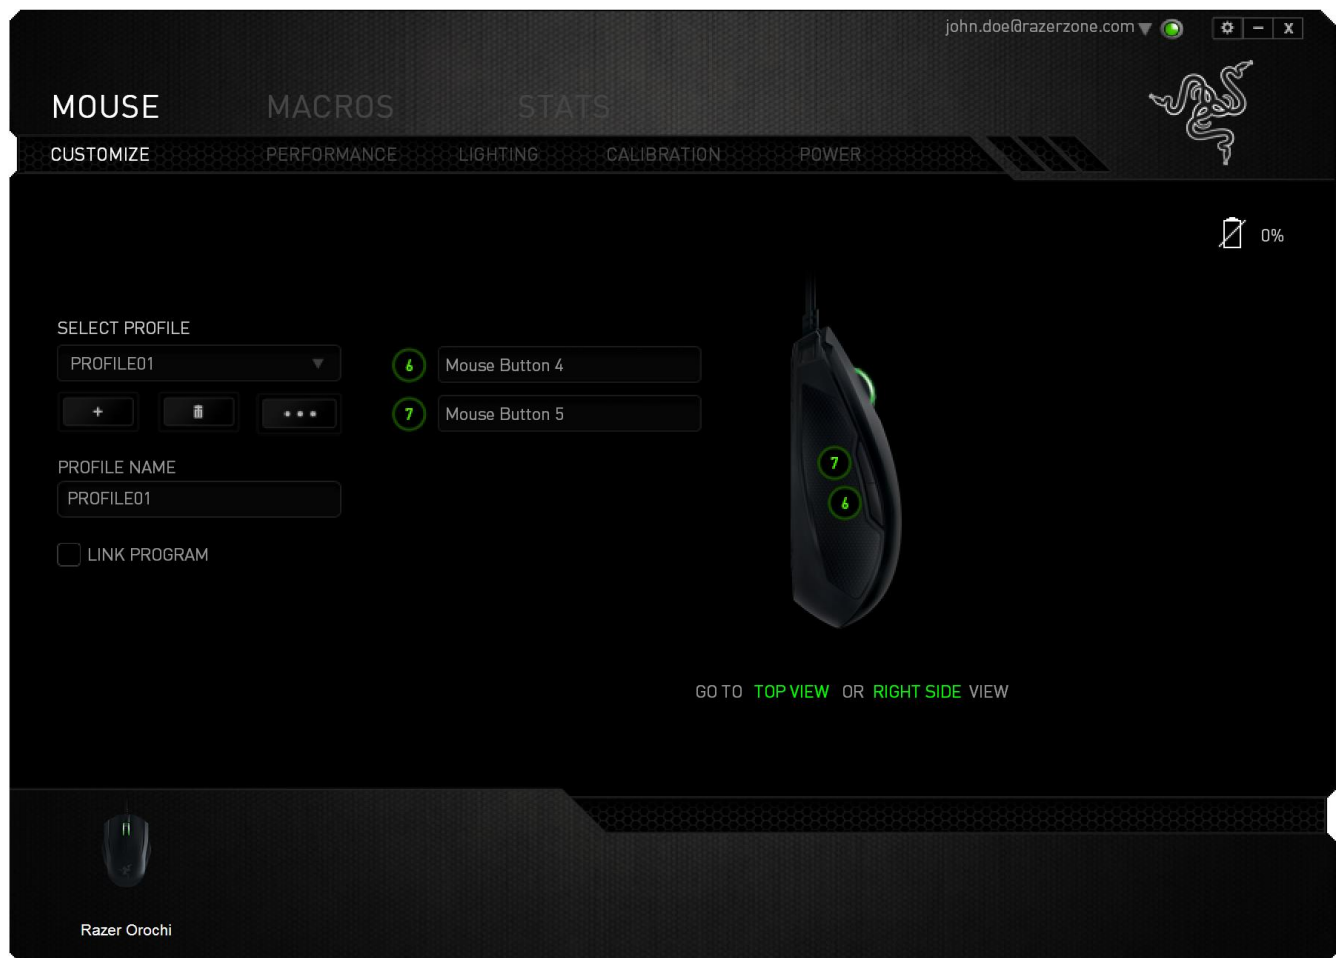 john.doe@razerzone.com
X
MOUSE MACROS STATS
CUSTOMIZE PERFORMANCE LIGHTING CALIBRATION POWER
0%
SELECT PROFILE
PROFILE01
6 Mouse Button 4
7 Mouse Button 5
PROFILE NAME
PROFILE01
LINK PROGRAM
7
6
GO TO TOP VIEW OR RIGHT SIDE VIEW
Razer Orochi